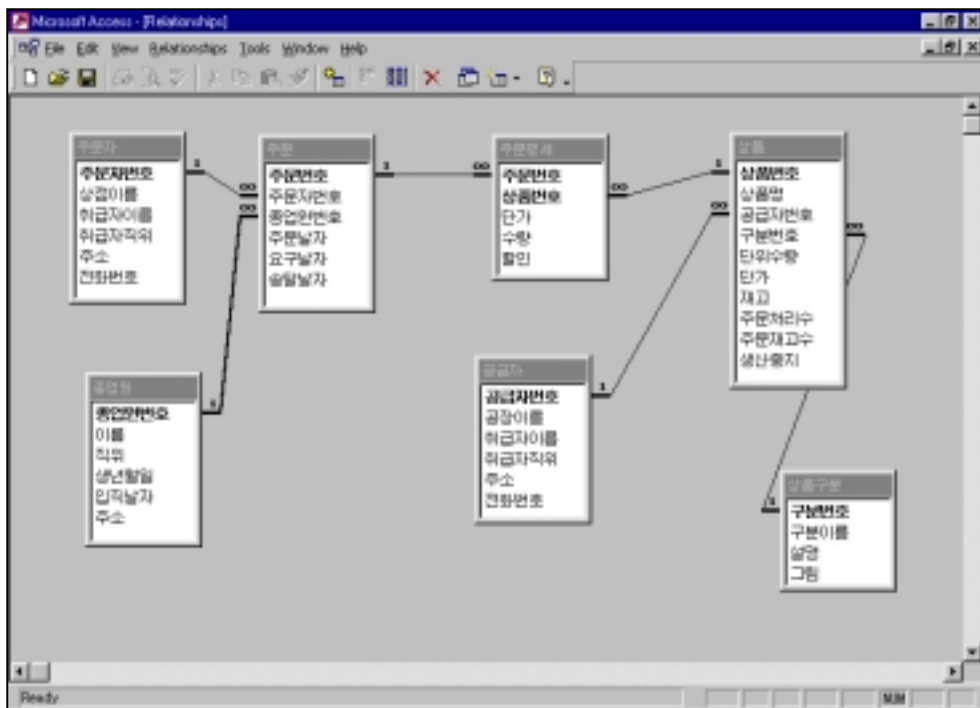 Microsoft Access - [Relationships]
File Edit View Relationships Tools Window Help
주문자
주문자번호
상점이름
취급자이름
취급자직위
주소
전화번호
주문
주문번호
주문자번호
종업원번호
주문날자
요구날자
송달날자
주문명세
주문번호
상품번호
단가
수량
할인
상품
상품번호
상품명
공급자번호
구분번호
단위수량
단가
재고
주문처리수
주문재고수
생산중지
종업원
종업원번호
이름
직위
생년월일
입직날자
주소
공급자
공급자번호
공장이름
취급자이름
취급자직위
주소
전화번호
상품구분
구분번호
구분이름
설명
그림
1
∞
∞
1
∞
∞
1
∞
∞
1
1
1
Ready
NUM